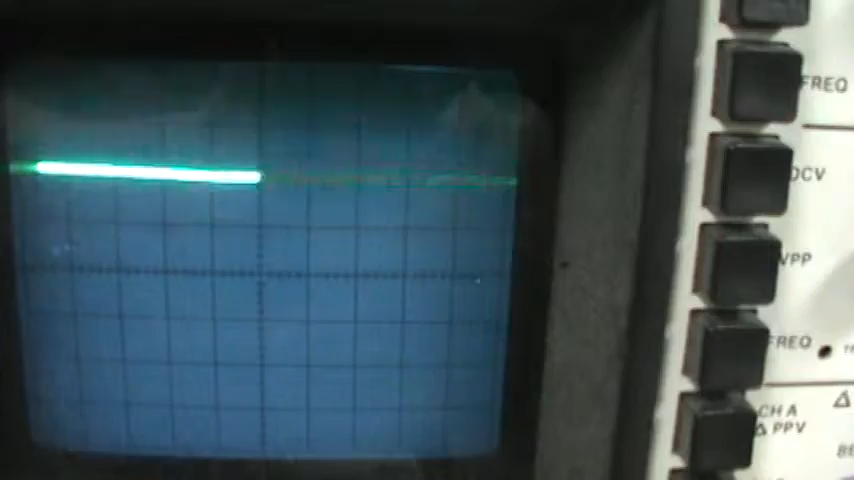 FREQ
DCV
VPP
FREQ
CH A
Δ PPV
Δ